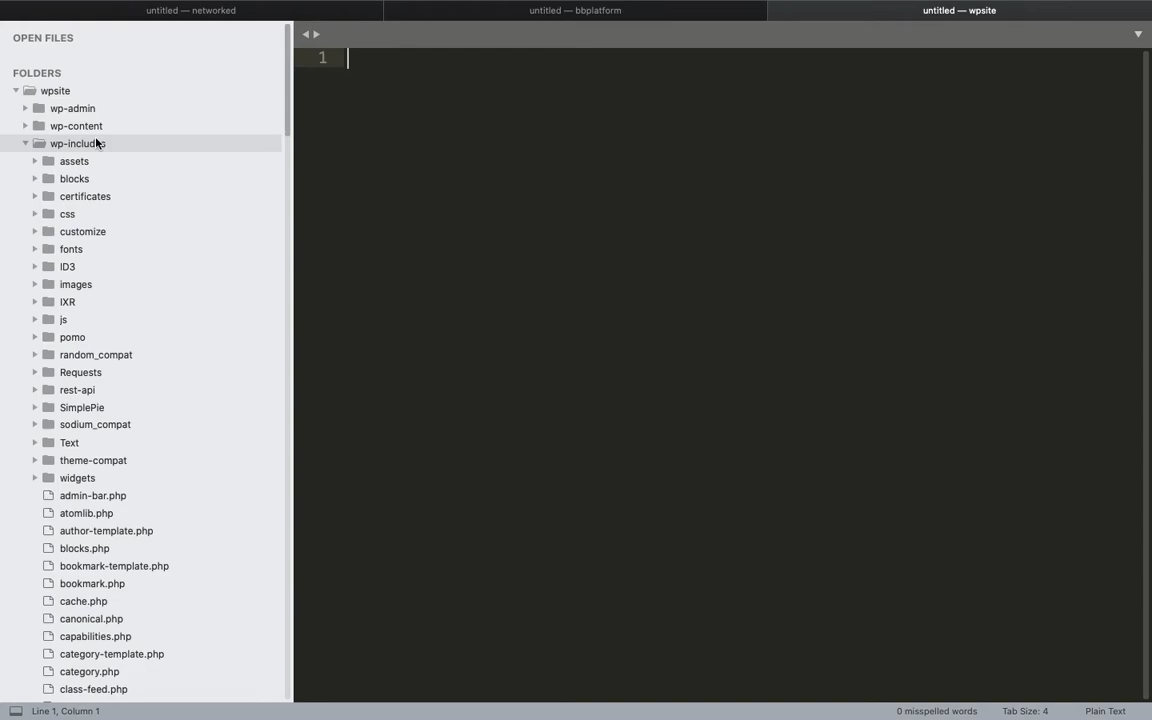 untitled — networked
untitled — bbplatform
untitled — wpsite
OPEN FILES
FOLDERS
wpsite
wp-admin
wp-content
wp-includes
assets
blocks
certificates
css
customize
fonts
ID3
images
IXR
js
pomo
random_compat
Requests
rest-api
SimplePie
sodium_compat
Text
theme-compat
widgets
admin-bar.php
atomlib.php
author-template.php
blocks.php
bookmark-template.php
bookmark.php
cache.php
canonical.php
capabilities.php
category-template.php
category.php
class-feed.php
1
Line 1, Column 1
0 misspelled words
Tab Size: 4
Plain Text